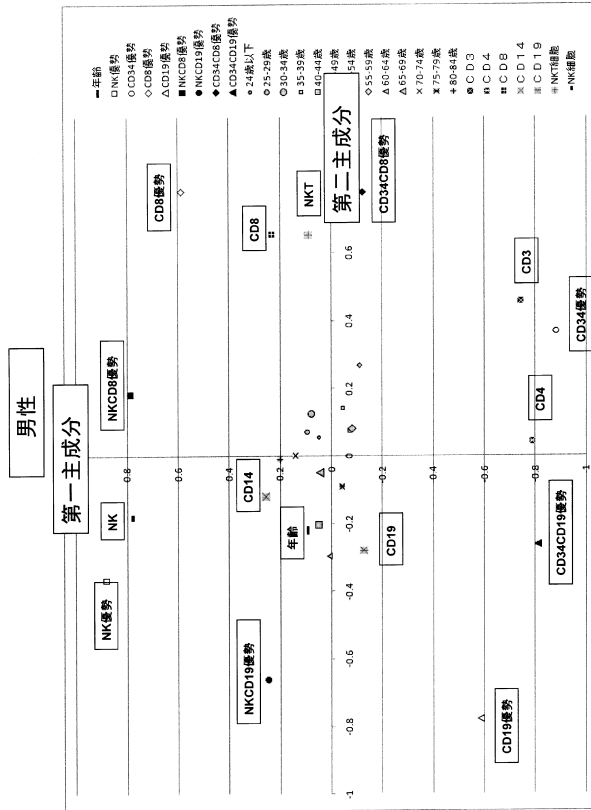 男性
第一主成分
第二主成分
NK優勢
NK
NKCD8優勢
CD8優勢
NKCD19優勢
年齢
CD14
CD8
NKT
CD34CD8優勢
CD19
CD19優勢
CD34CD19優勢
CD4
CD3
CD34優勢
0.8
0.6
0.4
0.2
0
-0.2
-0.4
-0.6
-0.8
-1
-1
-0.8
-0.6
-0.4
-0.2
0
0.2
0.4
0.6
年齢
NK優勢
CD34優勢
CD8優勢
CD19優勢
NKCD8優勢
NKCD19優勢
CD34CD8優勢
CD34CD19優勢
24歳以下
25-29歳
30-34歳
35-39歳
40-44歳
49歳
54歳
55-59歳
60-64歳
65-69歳
70-74歳
75-79歳
80-84歳
CD3
CD4
CD8
CD14
CD19
NKT細胞
NK細胞